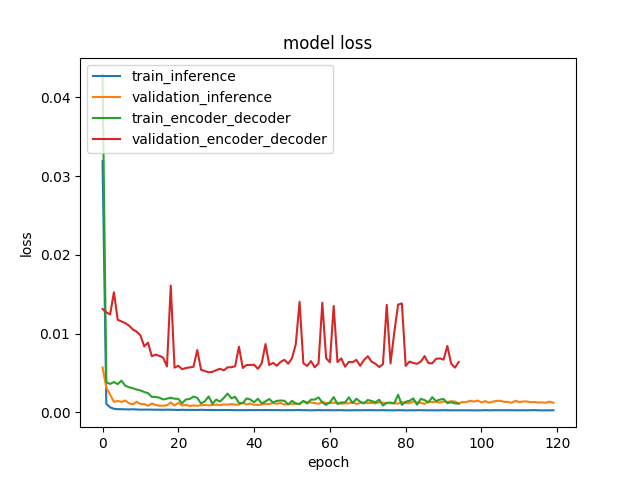 model loss
train_inference
validation_inference
train_encoder_decoder
validation_encoder_decoder
0.04
0.03
0.02
0.01
0.00
loss
0 20 40 60 80 100 120
epoch